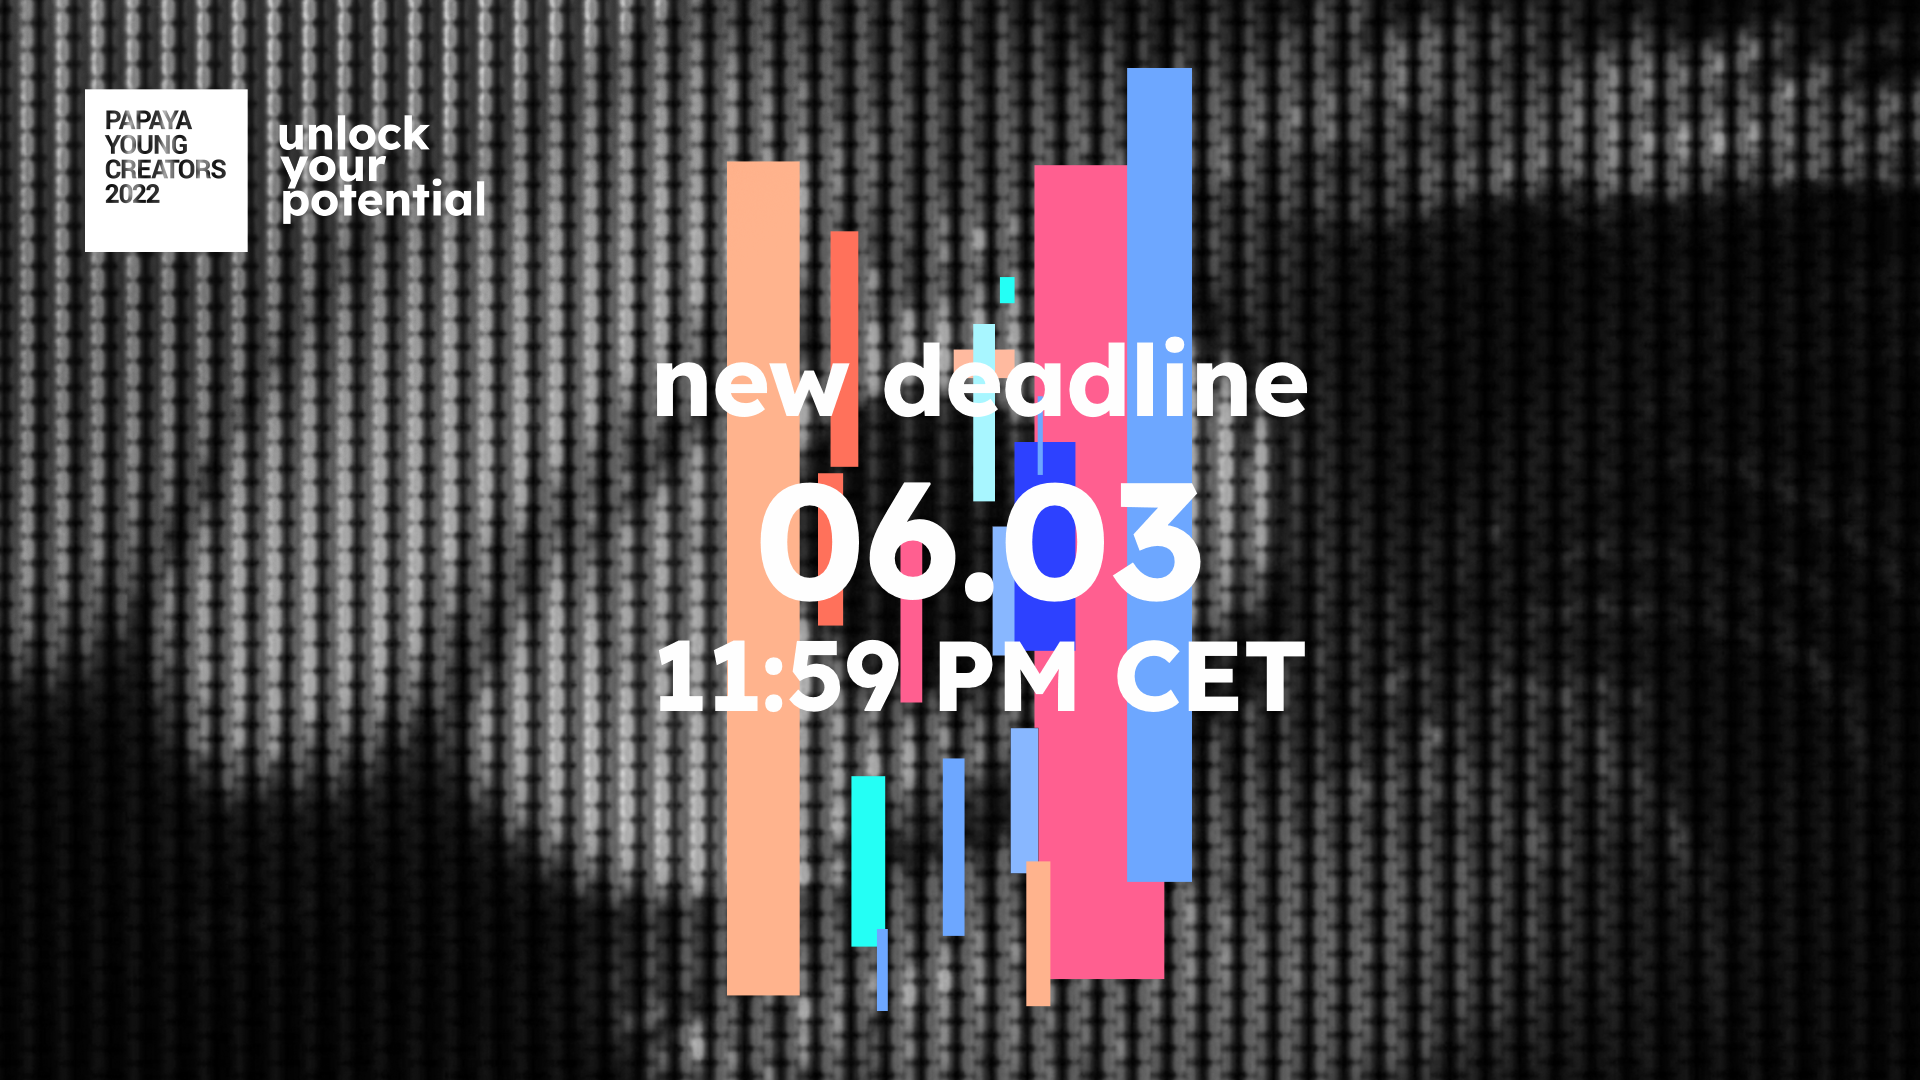 PAPAYA
YOUNG
CREATORS
2022
unlock
your
potential
new deadline
06.03
11:59 PM CET